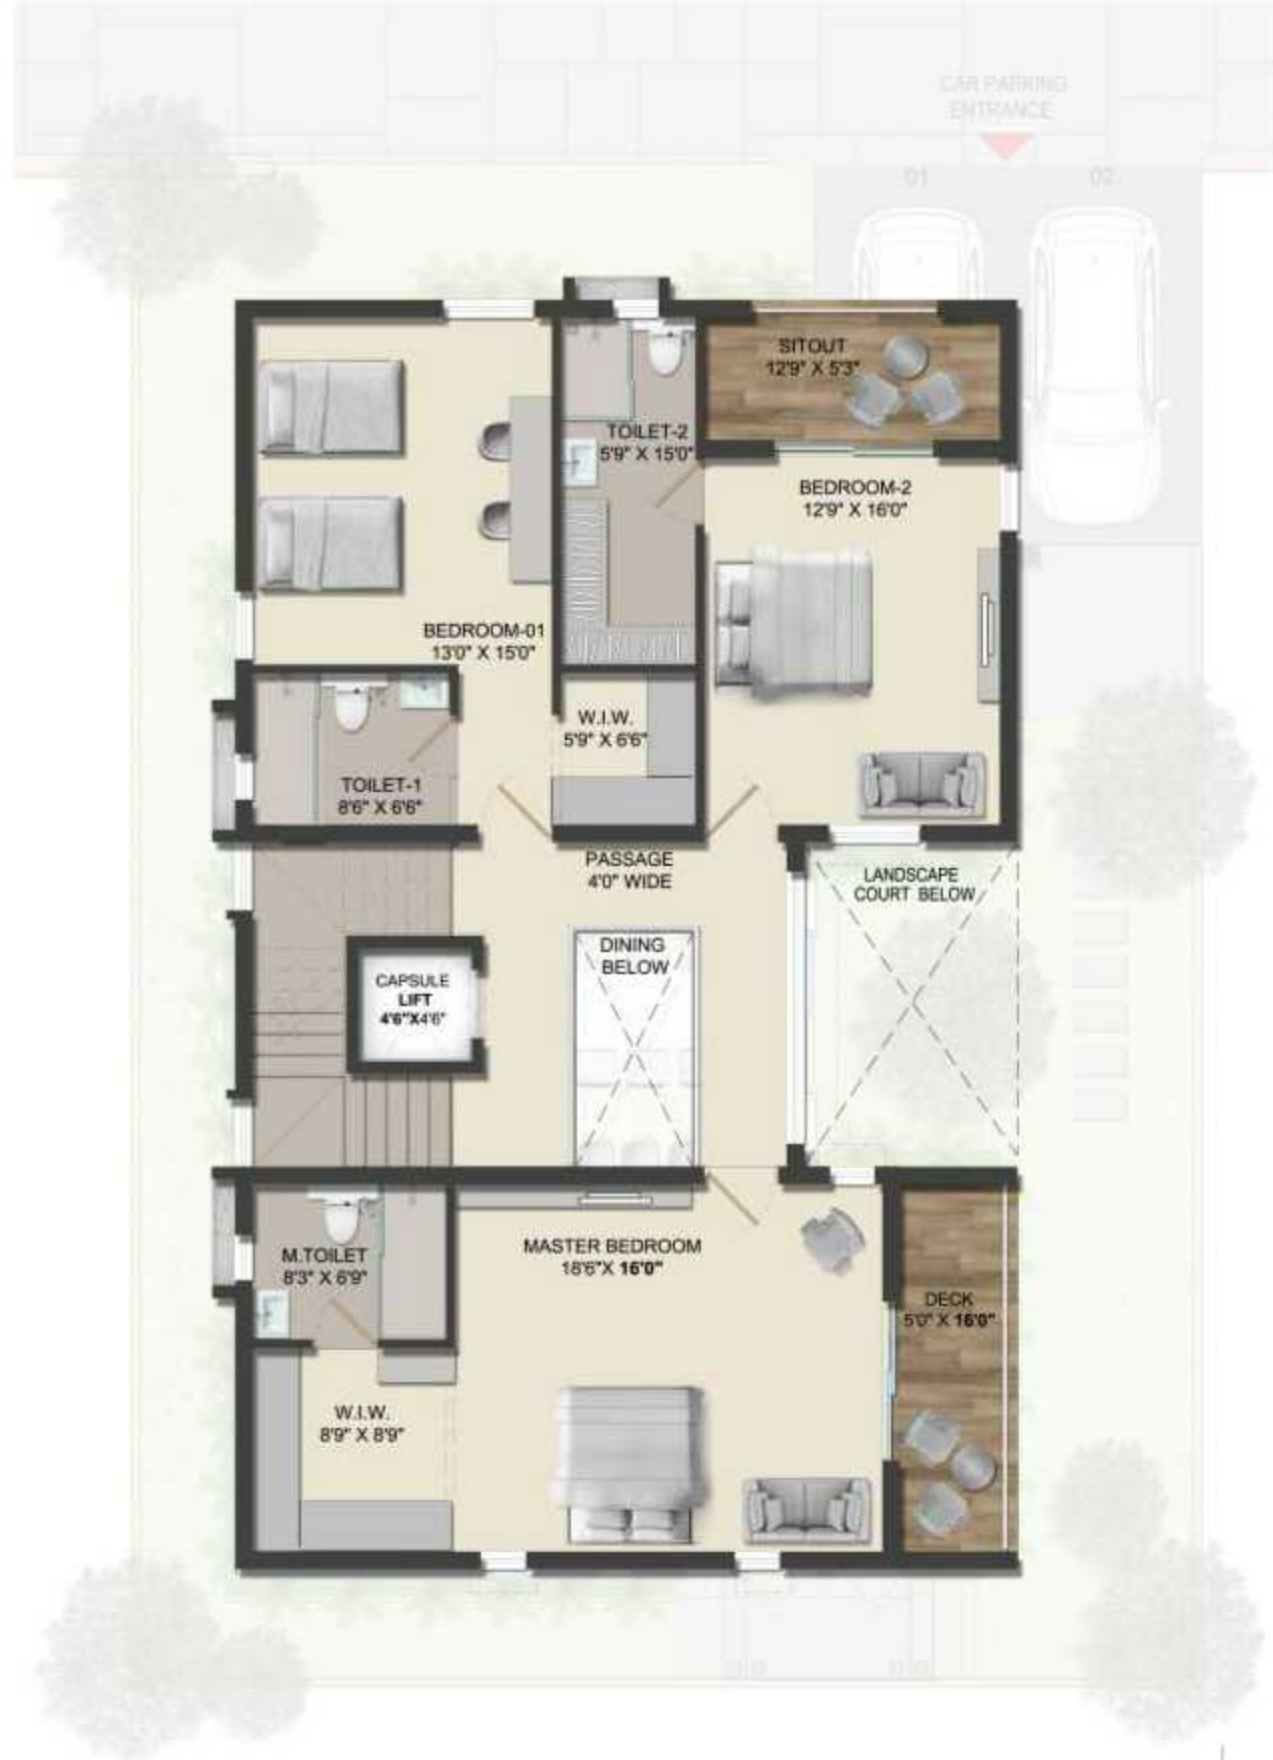 CAR PARKING
ENTRANCE
01
02
SITOUT
12'9" X 5'3"
TOILET-2
5'9" X 15'0"
BEDROOM-2
12'9" X 16'0"
BEDROOM-01
13'0" X 15'0"
W.I.W.
5'9" X 6'6"
TOILET-1
8'6" X 6'6"
PASSAGE
4'0" WIDE
LANDSCAPE
COURT BELOW
DINING
BELOW
CAPSULE
LIFT
4'6"X4'6"
MASTER BEDROOM
18'6"X 16'0"
M.TOILET
8'3" X 6'9"
DECK
5'0" X 16'0"
W.I.W.
8'9" X 8'9"